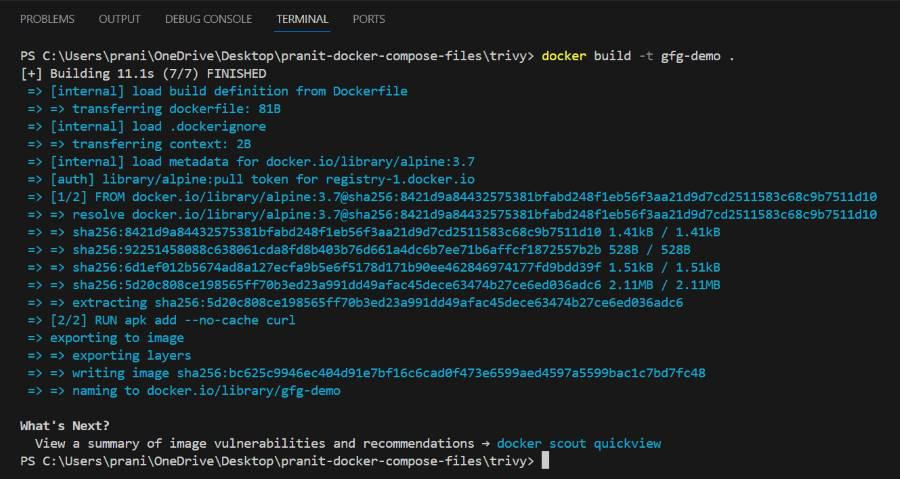 PROBLEMS OUTPUT DEBUG CONSOLE TERMINAL PORTS
PS C:\Users\prani\OneDrive\Desktop\pranit-docker-compose-files\trivy> docker build -t gfg-demo .
[+] Building 11.1s (7/7) FINISHED
=> [internal] load build definition from Dockerfile
=> => transferring dockerfile: 81B
=> [internal] load .dockerignore
=> => transferring context: 2B
=> [internal] load metadata for docker.io/library/alpine:3.7
=> [auth] library/alpine:pull token for registry-1.docker.io
=> [1/2] FROM docker.io/library/alpine:3.7@sha256:8421d9a84432575381bfabd248f1eb56f3aa21d9d7cd2511583c68c9b7511d10
=> => resolve docker.io/library/alpine:3.7@sha256:8421d9a84432575381bfabd248f1eb56f3aa21d9d7cd2511583c68c9b7511d10
=> => sha256:8421d9a84432575381bfabd248f1eb56f3aa21d9d7cd2511583c68c9b7511d10 1.41kB / 1.41kB
=> => sha256:92251458088c638061cda8fd8b403b76d661a4dc6b7ee71b6affcf1872557b2b 528B / 528B
=> => sha256:6d1ef012b5674ad8a127ecfa9b5e6f5178d171b90ee462846974177fd9bdd39f 1.51kB / 1.51kB
=> => sha256:5d20c808ce198565ff70b3ed23a991dd49afac45dece63474b27ce6ed036adc6 2.11MB / 2.11MB
=> => extracting sha256:5d20c808ce198565ff70b3ed23a991dd49afac45dece63474b27ce6ed036adc6
=> [2/2] RUN apk add --no-cache curl
=> exporting to image
=> => exporting layers
=> => writing image sha256:bc625c9946ec404d91e7bf16c6cad0f473e6599aed4597a5599bac1c7bd7fc48
=> => naming to docker.io/library/gfg-demo
What's Next?
View a summary of image vulnerabilities and recommendations → docker scout quickview
PS C:\Users\prani\OneDrive\Desktop\pranit-docker-compose-files\trivy>